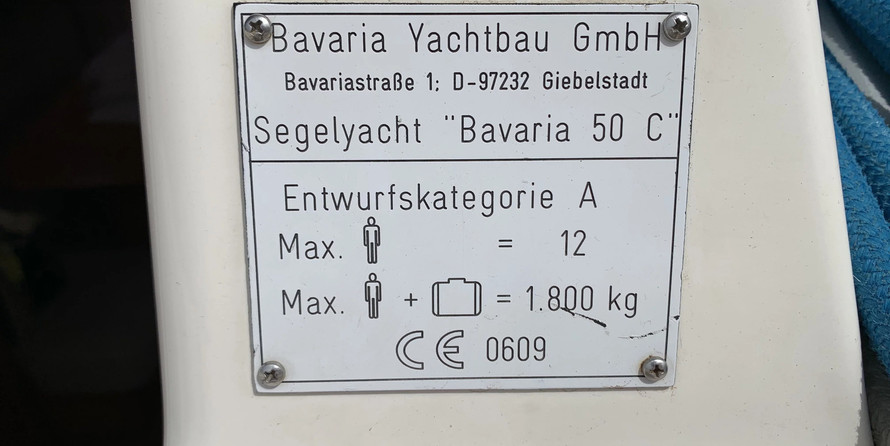 Bavaria Yachtbau GmbH
Bavariastraße 1; D-97232 Giebelstadt
Segelyacht "Bavaria 50 C"
Entwurfskategorie A
Max. = 12
Max. + = 1.800 kg
CE 0609